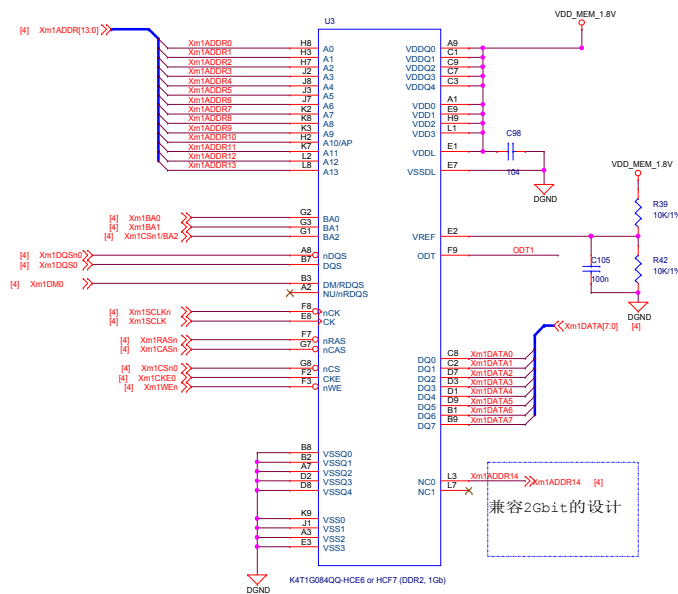 U3
VDD_MEM_1.8V
[4] Xm1ADDR[13:0]
Xm1ADDR0 H8 A0
Xm1ADDR1 H3 A1
Xm1ADDR2 H7 A2
Xm1ADDR3 J2 A3
Xm1ADDR4 J8 A4
Xm1ADDR5 J3 A5
Xm1ADDR6 J7 A6
Xm1ADDR7 K2 A7
Xm1ADDR8 K8 A8
Xm1ADDR9 K3 A9
Xm1ADDR10 H2 A10/AP
Xm1ADDR11 K7 A11
Xm1ADDR12 L2 A12
Xm1ADDR13 L8 A13
VDDQ0 A9
VDDQ1 C1
VDDQ2 C9
VDDQ3 C7
VDDQ4 C3
VDD0 A1
VDD1 E9
VDD2 H9
VDD3 L1
VDDL E1
VSSDL E7
C98
104
DGND
VDD_MEM_1.8V
R39
10K/1%
[4] Xm1BA0 G2 BA0
[4] Xm1BA1 G3 BA1
[4] Xm1CSn1/BA2 G1 BA2
VREF E2
ODT F9 ODT1
C105
100n
R42
10K/1%
DGND
[4] Xm1DQSn0 A8 nDQS
[4] Xm1DQS0 B7 DQS
[4] Xm1DM0 B3 DM/RDQS
A2 NU/nRDQS
[4] Xm1SCLKn F8 nCK
[4] Xm1SCLK E8 CK
[4] Xm1RASn F7 nRAS
[4] Xm1CASn G7 nCAS
[4] Xm1CSn0 G8 nCS
[4] Xm1CKE0 F2 CKE
[4] Xm1WEn F3 nWE
Xm1DATA[7:0] [4]
DQ0 C8 Xm1DATA0
DQ1 C2 Xm1DATA1
DQ2 D7 Xm1DATA2
DQ3 D3 Xm1DATA3
DQ4 D1 Xm1DATA4
DQ5 D9 Xm1DATA5
DQ6 B1 Xm1DATA6
DQ7 B9 Xm1DATA7
B8 VSSQ0
B2 VSSQ1
A7 VSSQ2
D2 VSSQ3
D8 VSSQ4
K9 VSS0
J1 VSS1
A3 VSS2
E3 VSS3
NC0 L3 Xm1ADDR14 Xm1ADDR14 [4]
NC1 L7
兼容2Gbit的设计
DGND
K4T1G084QQ-HCE6 or HCF7 (DDR2, 1Gb)